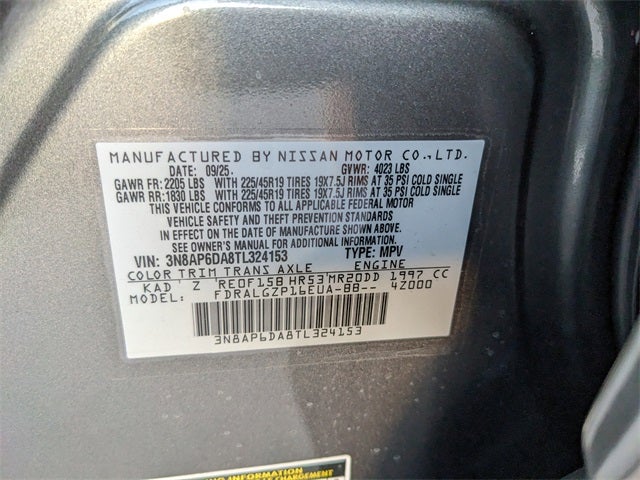 MANUFACTURED BY NISSAN MOTOR CO., LTD.
DATE: 09/25. GVWR: 4023 LBS
GAWR FR: 2205 LBS WITH 225/45R19 TIRES 19X7.5J RIMS AT 35 PSI COLD SINGLE
GAWR RR: 1830 LBS WITH 225/45R19 TIRES 19X7.5J RIMS AT 35 PSI COLD SINGLE
THIS VEHICLE CONFORMS TO ALL APPLICABLE FEDERAL MOTOR
VEHICLE SAFETY AND THEFT PREVENTION STANDARDS
IN EFFECT ON THE DATE OF MANUFACTURE SHOWN ABOVE.
SEE OWNER'S MANUAL FOR ADDITIONAL INFORMATION.
VIN: 3N8AP6DA8TL324153 TYPE: MPV
COLOR TRIM TRANS AXLE ENGINE
KAD Z RE0F15B HR53 MR20DD 1997 CC
MODEL: FDRALGZP16EUA-BB-- 4Z000
3N8AP6DA8TL324153
INFORMATION